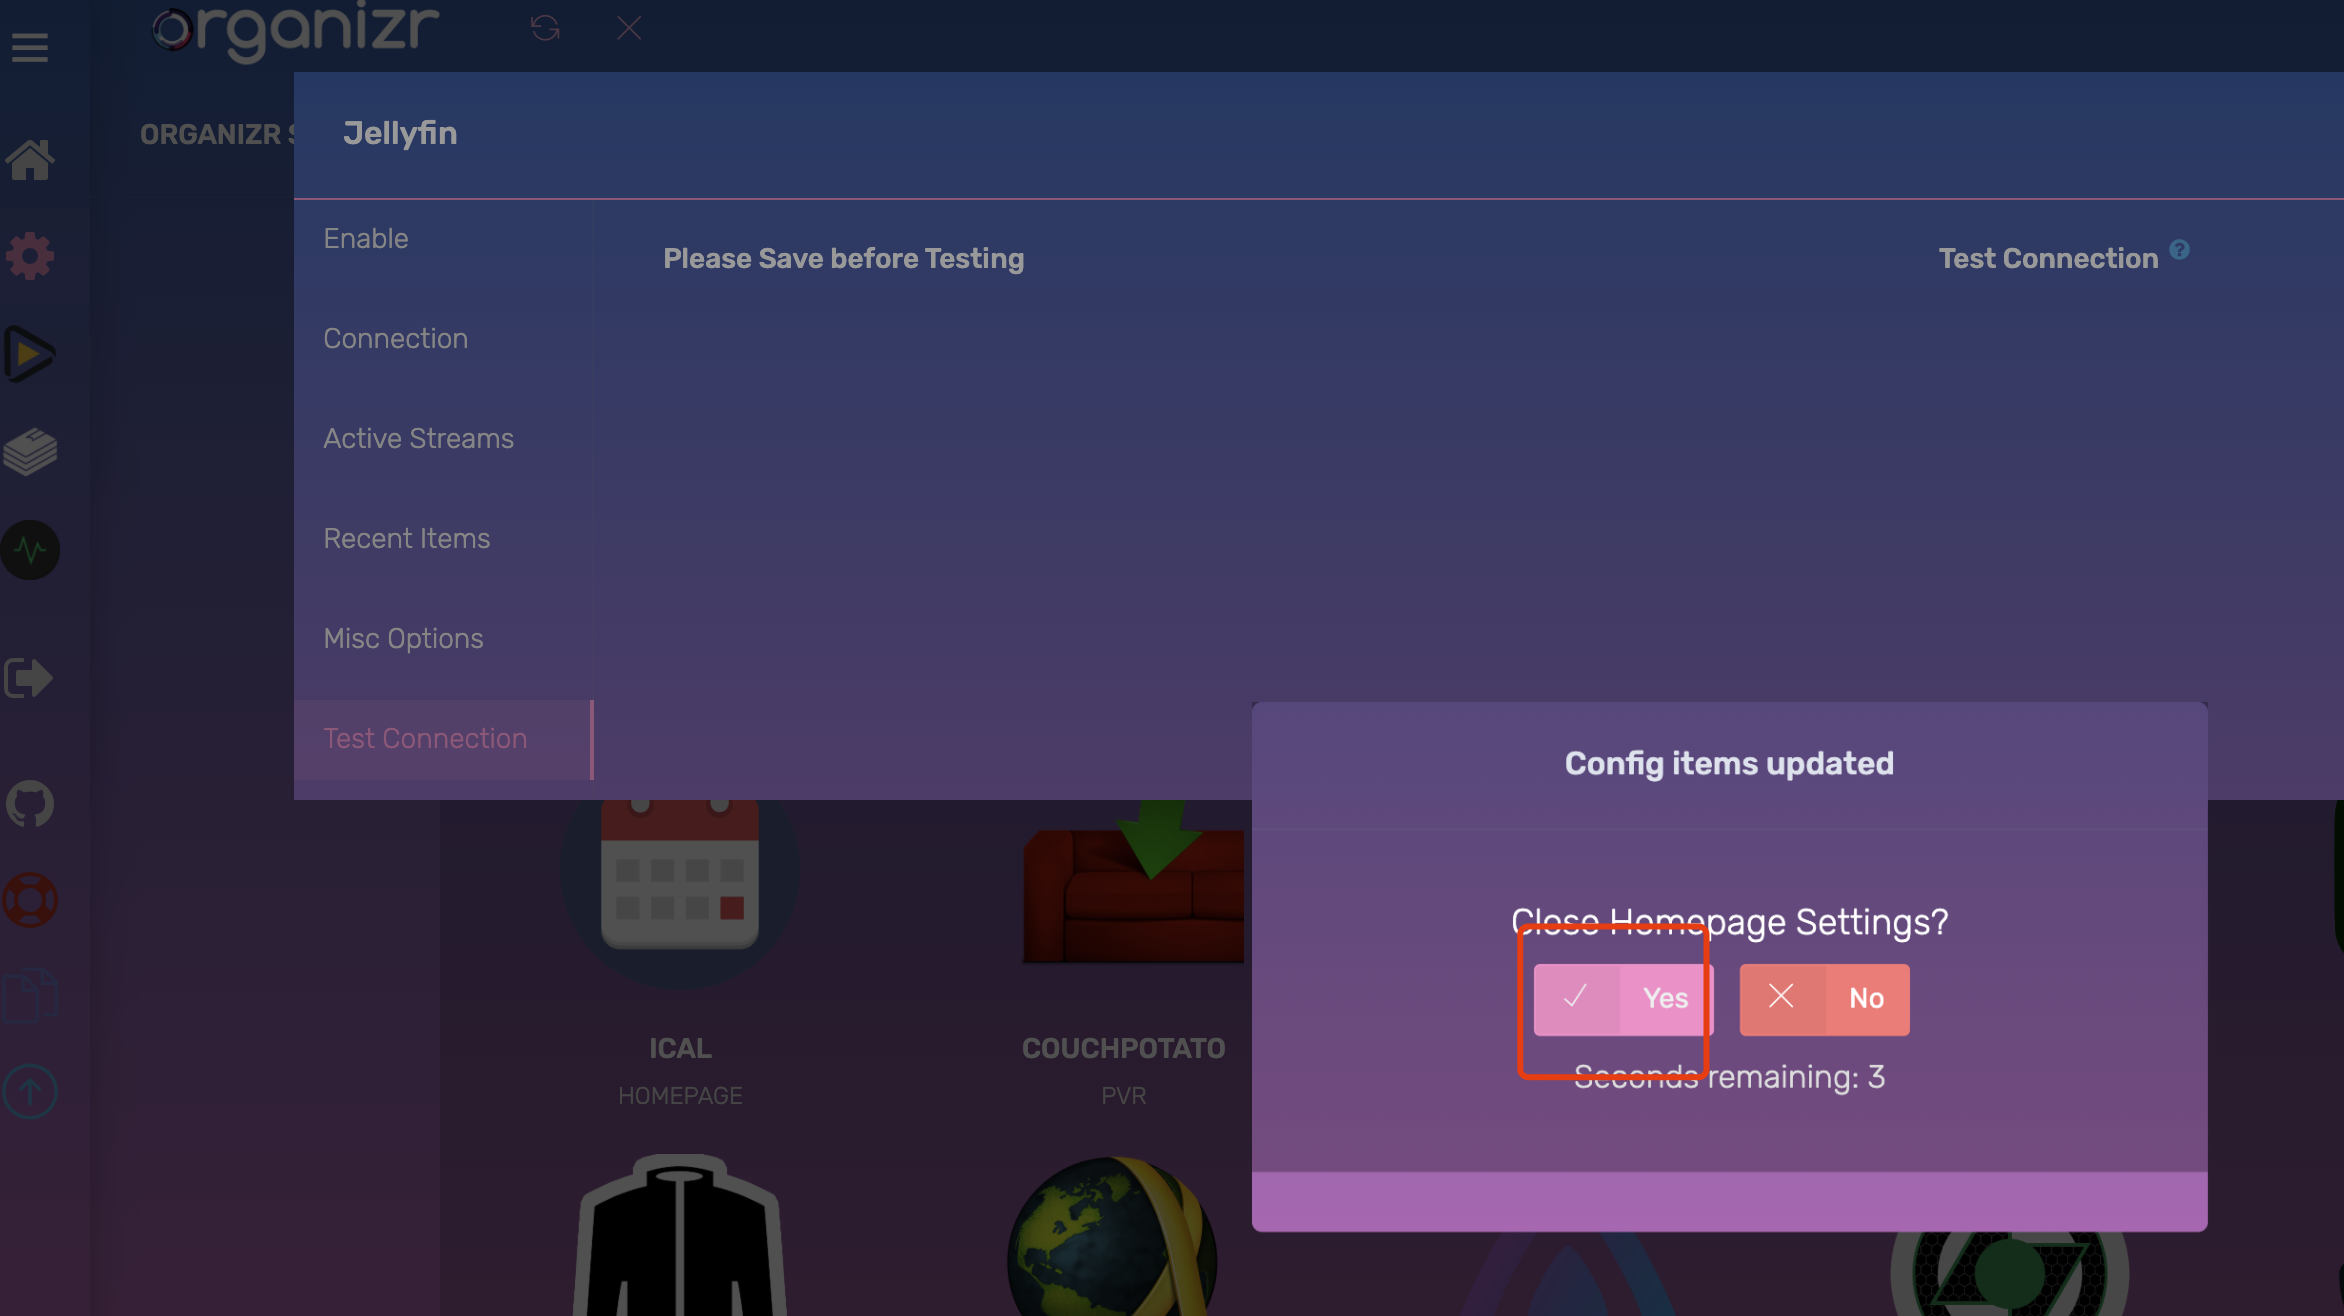 organizr
ORGANIZR S
Jellyfin
Enable
Connection
Active Streams
Recent Items
Misc Options
Test Connection
Please Save before Testing
Test Connection ?
Config items updated
Close Homepage Settings?
Yes
No
Seconds remaining: 3
ICAL
HOMEPAGE
COUCHPOTATO
PVR